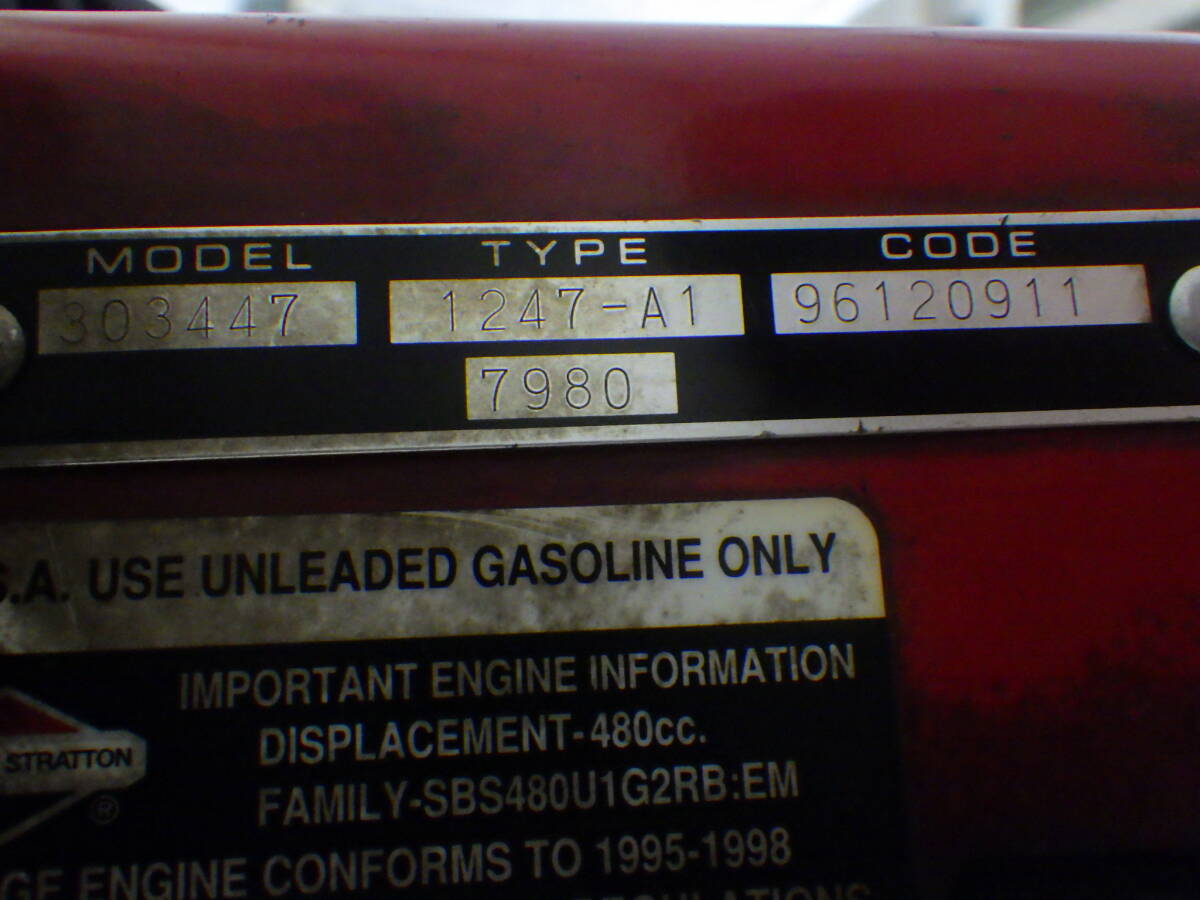 MODEL TYPE CODE
303447 1247-A1 96120911
7980
S.A. USE UNLEADED GASOLINE ONLY
IMPORTANT ENGINE INFORMATION
DISPLACEMENT-480cc.
STRATTON
®
FAMILY-SBS480U1G2RB:EM
GE ENGINE CONFORMS TO 1995-1998